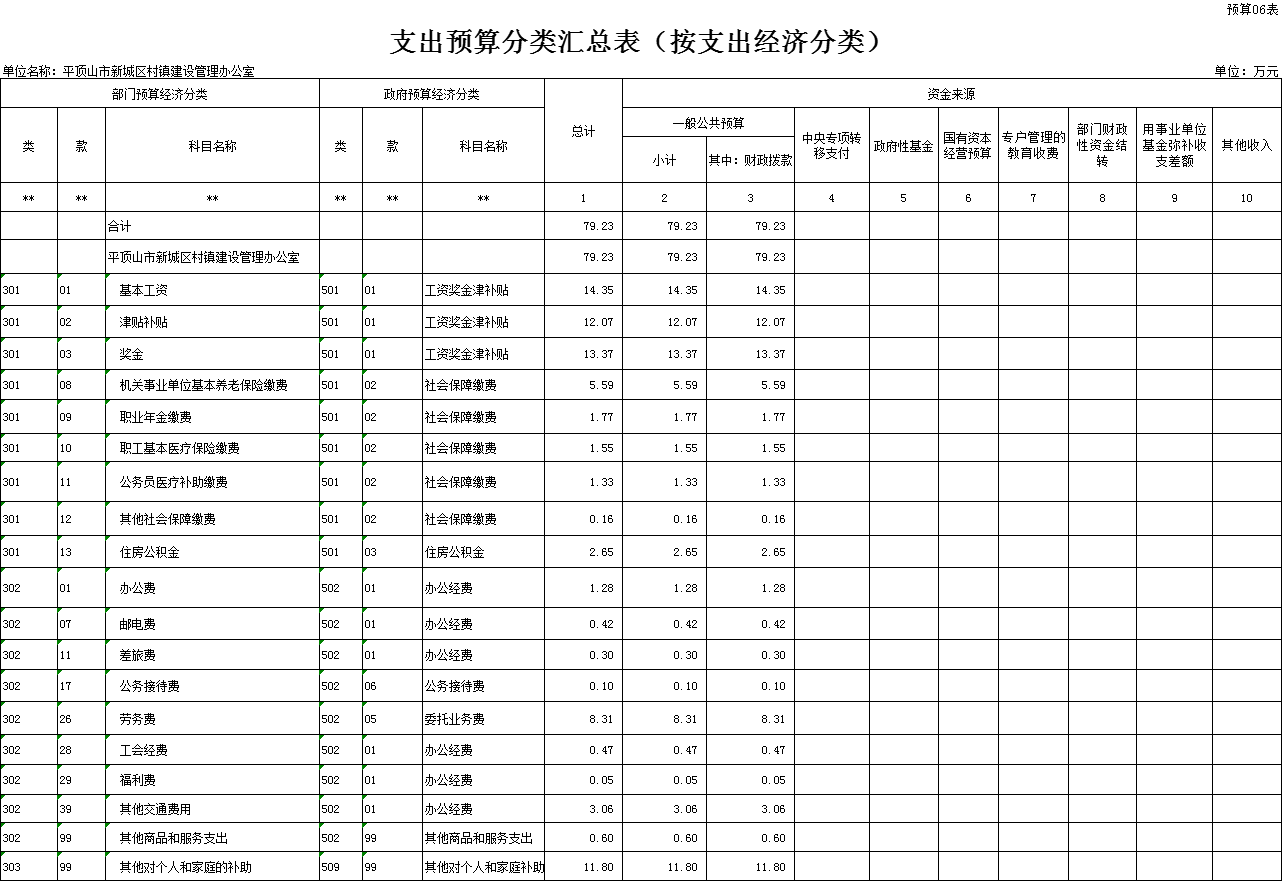 预算06表
支出预算分类汇总表（按支出经济分类）
单位名称：平顶山市新城区村镇建设管理办公室 单位：万元
部门预算经济分类 政府预算经济分类 总计 资金来源
类 款 科目名称 类 款 科目名称 一般公共预算 中央专项转移支付 政府性基金 国有资本经营预算 专户管理的教育收费 部门财政性资金结转 用事业单位基金弥补收支差额 其他收入
小计 其中：财政拨款
** ** ** ** ** ** 1 2 3 4 5 6 7 8 9 10
合计 79.23 79.23 79.23
平顶山市新城区村镇建设管理办公室 79.23 79.23 79.23
301 01 基本工资 501 01 工资奖金津补贴 14.35 14.35 14.35
301 02 津贴补贴 501 01 工资奖金津补贴 12.07 12.07 12.07
301 03 奖金 501 01 工资奖金津补贴 13.37 13.37 13.37
301 08 机关事业单位基本养老保险缴费 501 02 社会保障缴费 5.59 5.59 5.59
301 09 职业年金缴费 501 02 社会保障缴费 1.77 1.77 1.77
301 10 职工基本医疗保险缴费 501 02 社会保障缴费 1.55 1.55 1.55
301 11 公务员医疗补助缴费 501 02 社会保障缴费 1.33 1.33 1.33
301 12 其他社会保障缴费 501 02 社会保障缴费 0.16 0.16 0.16
301 13 住房公积金 501 03 住房公积金 2.65 2.65 2.65
302 01 办公费 502 01 办公经费 1.28 1.28 1.28
302 07 邮电费 502 01 办公经费 0.42 0.42 0.42
302 11 差旅费 502 01 办公经费 0.30 0.30 0.30
302 17 公务接待费 502 06 公务接待费 0.10 0.10 0.10
302 26 劳务费 502 05 委托业务费 8.31 8.31 8.31
302 28 工会经费 502 01 办公经费 0.47 0.47 0.47
302 29 福利费 502 01 办公经费 0.05 0.05 0.05
302 39 其他交通费用 502 01 办公经费 3.06 3.06 3.06
302 99 其他商品和服务支出 502 99 其他商品和服务支出 0.60 0.60 0.60
303 99 其他对个人和家庭的补助 509 99 其他对个人和家庭补助 11.80 11.80 11.80